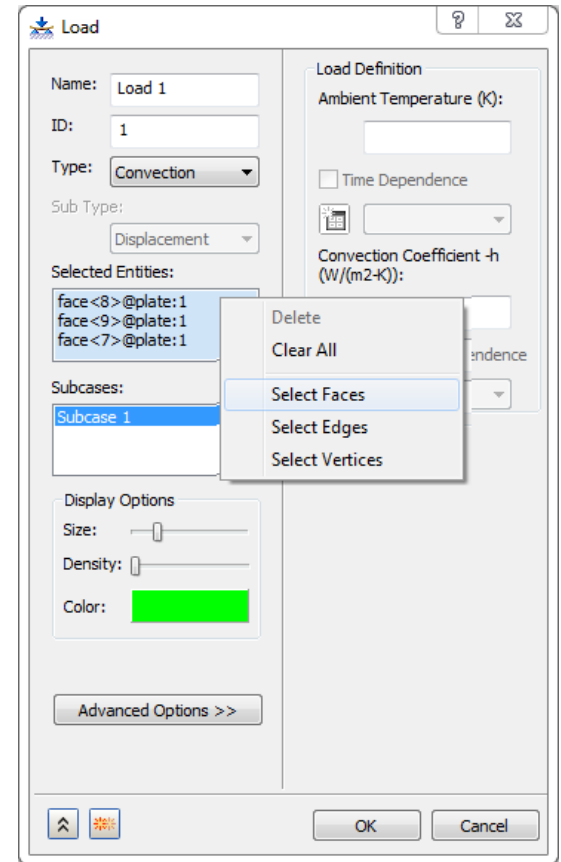 Load
Name:
Load 1
ID:
1
Type:
Convection
Sub Type:
Displacement
Selected Entities:
face<8>@plate:1
face<9>@plate:1
face<7>@plate:1
Subcases:
Subcase 1
Display Options
Size:
Density:
Color:
Advanced Options >>
Load Definition
Ambient Temperature (K):
Time Dependence
Convection Coefficient -h
(W/(m2-K)):
endence
Delete
Clear All
Select Faces
Select Edges
Select Vertices
OK
Cancel